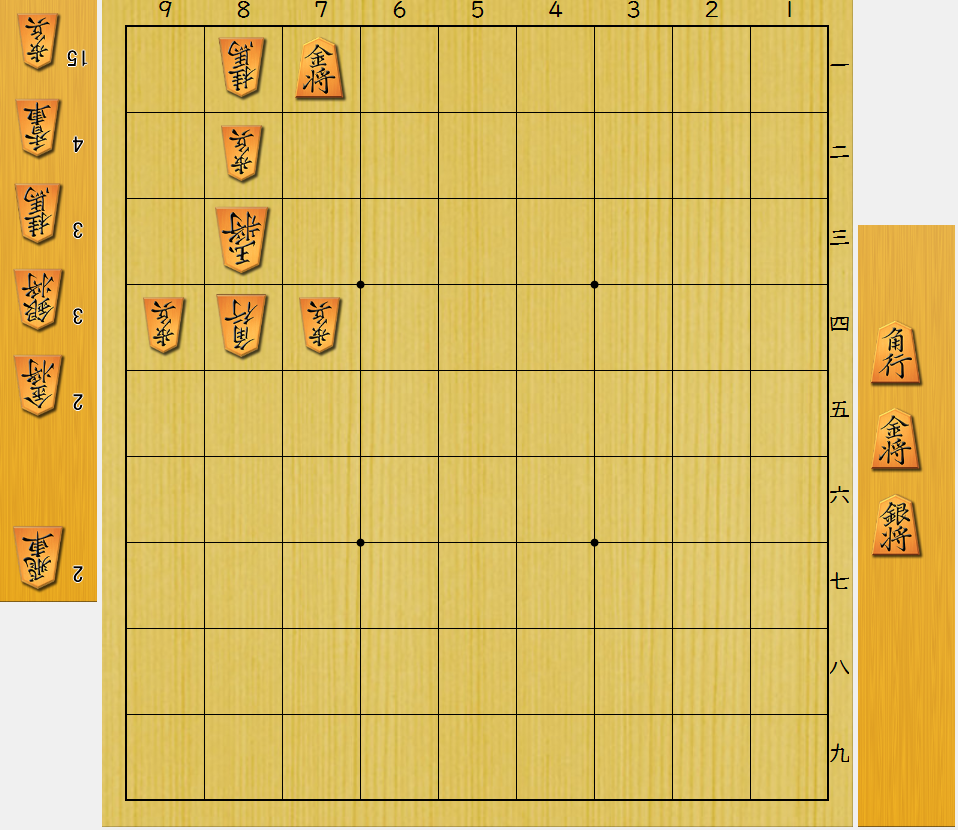 9 8 7 6 5 4 3 2 1
桂馬 金将 一
歩兵 二
玉将 三
歩兵 角行 歩兵 四
五
六
七
八
九
歩兵 15
香車 4
桂馬 3
銀将 3
金将 2
飛車 2
角行
金将
銀将